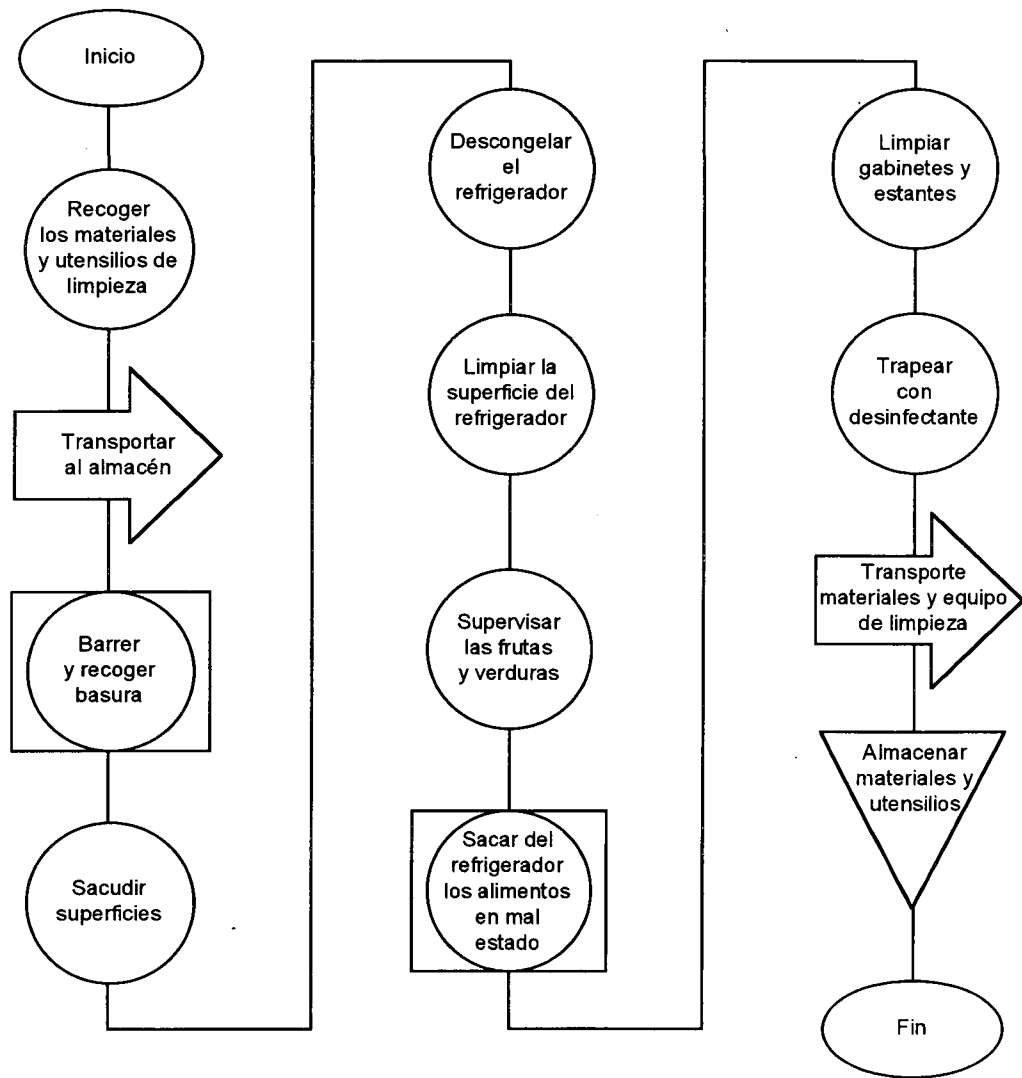 Inicio
Recoger
los materiales
y utensilios de
limpieza
Transportar
al almacén
Barrer
y recoger
basura
Sacudir
superficies
Descongelar
el
refrigerador
Limpiar la
superficie del
refrigerador
Supervisar
las frutas
y verduras
Sacar del
refrigerador
los alimentos
en mal
estado
Limpiar
gabinetes y
estantes
Trapear
con
desinfectante
Transporte
materiales y equipo
de limpieza
Almacenar
materiales y
utensilios
Fin